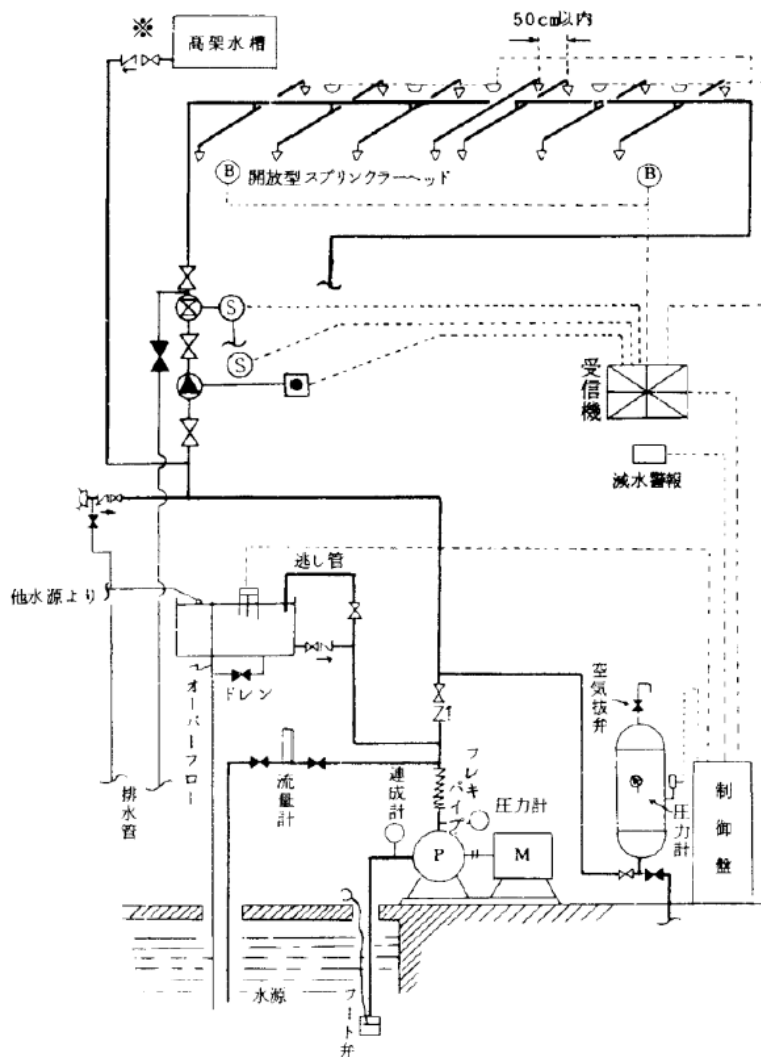 ※
高架水槽
50cm以内
B
開放型スプリンクラーヘッド
B
S
S
受信機
減水警報
逃し管
他水源より
ドレン
オーバーフロー
空気抜弁
排水管
流量計
連成計
フレキパイプ
圧力計
P
M
圧力計
制御盤
水源
フート弁